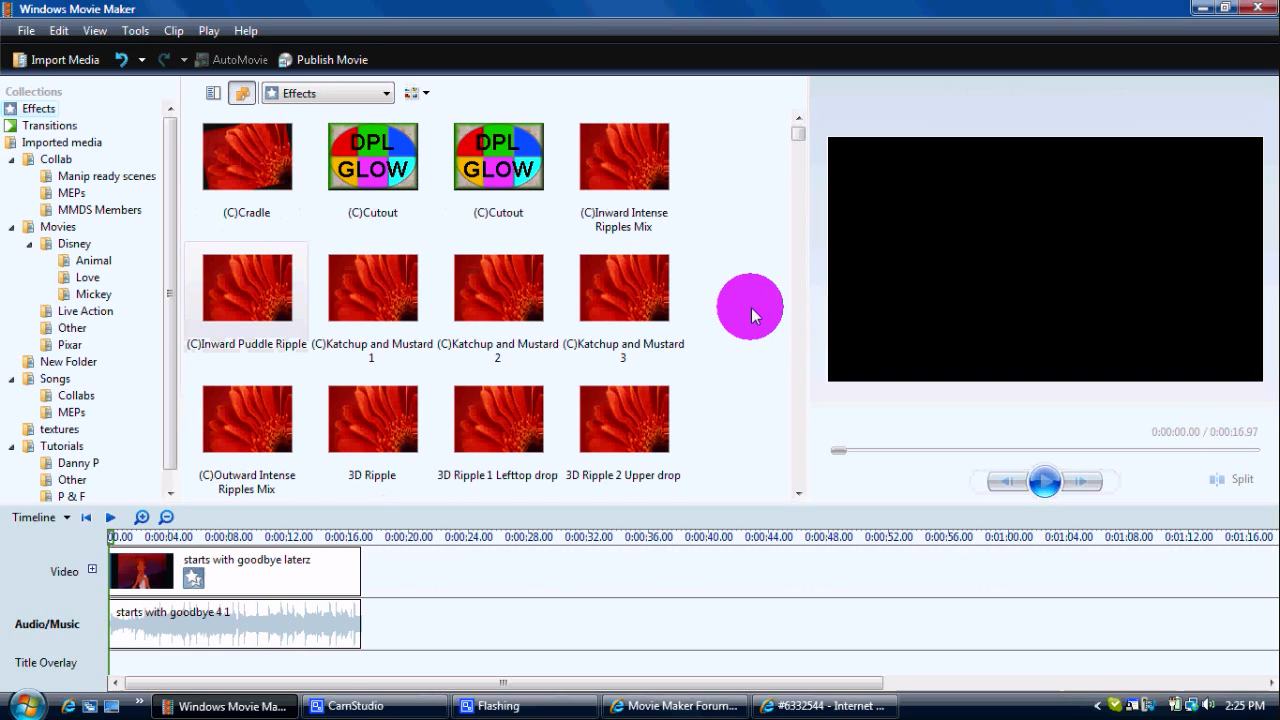 Windows Movie Maker
File Edit View Tools Clip Play Help
Import Media AutoMovie Publish Movie
Collections
Effects
Transitions
Imported media
Collab
Manip ready scenes
MEPs
MMDS Members
Movies
Disney
Animal
Love
Mickey
Live Action
Other
Pixar
New Folder
Songs
Collabs
MEPs
textures
Tutorials
Danny P
Other
P & F
Effects
DPL GLOW
DPL GLOW
(C)Cradle
(C)Cutout
(C)Cutout
(C)Inward Intense
Ripples Mix
(C)Inward Puddle Ripple
(C)Katchup and Mustard
1
(C)Katchup and Mustard
2
(C)Katchup and Mustard
3
(C)Outward Intense
Ripples Mix
3D Ripple
3D Ripple 1 Lefttop drop
3D Ripple 2 Upper drop
0:00:00.00 / 0:00:16.97
Split
Timeline
00.00 0:00:04.00 0:00:08.00 0:00:12.00 0:00:16.00 0:00:20.00 0:00:24.00 0:00:28.00 0:00:32.00 0:00:36.00 0:00:40.00 0:00:44.00 0:00:48.00 0:00:52.00 0:00:56.00 0:01:00.00 0:01:04.00 0:01:08.00 0:01:12.00 0:01:16.00
Video
starts with goodbye laterz
Audio/Music
starts with goodbye 4 1
Title Overlay
Windows Movie Ma... CamStudio Flashing Movie Maker Forum... #6332544 - Internet ... 2:25 PM